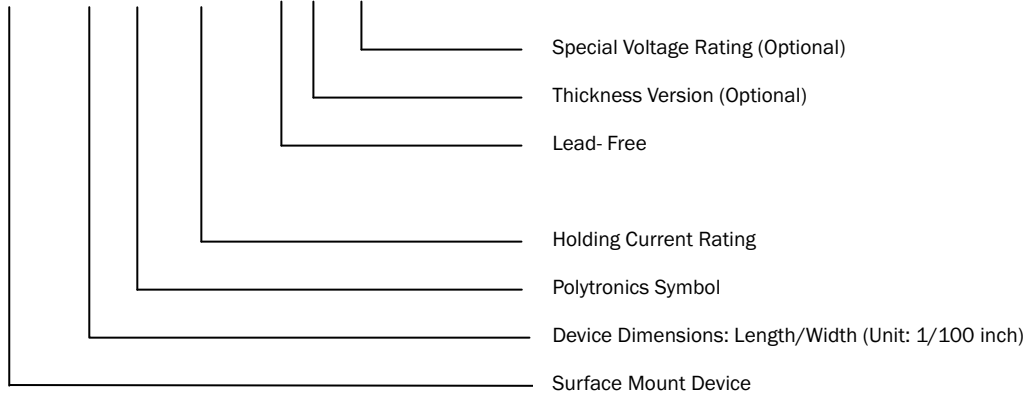 Special Voltage Rating (Optional)
Thickness Version (Optional)
Lead- Free
Holding Current Rating
Polytronics Symbol
Device Dimensions: Length/Width (Unit: 1/100 inch)
Surface Mount Device